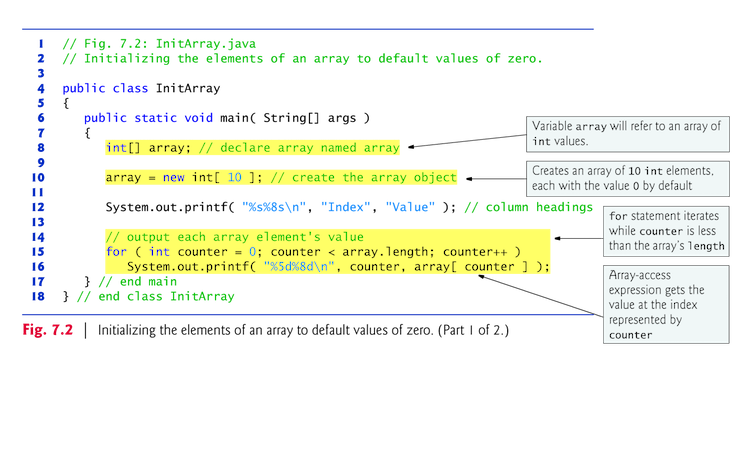 1 // Fig. 7.2: InitArray.java
2 // Initializing the elements of an array to default values of zero.
3
4 public class InitArray
5 {
6 public static void main( String[] args )
7 {
8 int[] array; // declare array named array
9
10 array = new int[ 10 ]; // create the array object
11
12 System.out.printf( "%s%8s\n", "Index", "Value" ); // column headings
13
14 // output each array element's value
15 for ( int counter = 0; counter < array.length; counter++ )
16 System.out.printf( "%5d%8d\n", counter, array[ counter ] );
17 } // end main
18 } // end class InitArray
Variable array will refer to an array of
int values.
Creates an array of 10 int elements,
each with the value 0 by default
for statement iterates
while counter is less
than the array's length
Array-access
expression gets the
value at the index
represented by
counter
Fig. 7.2 | Initializing the elements of an array to default values of zero. (Part 1 of 2.)